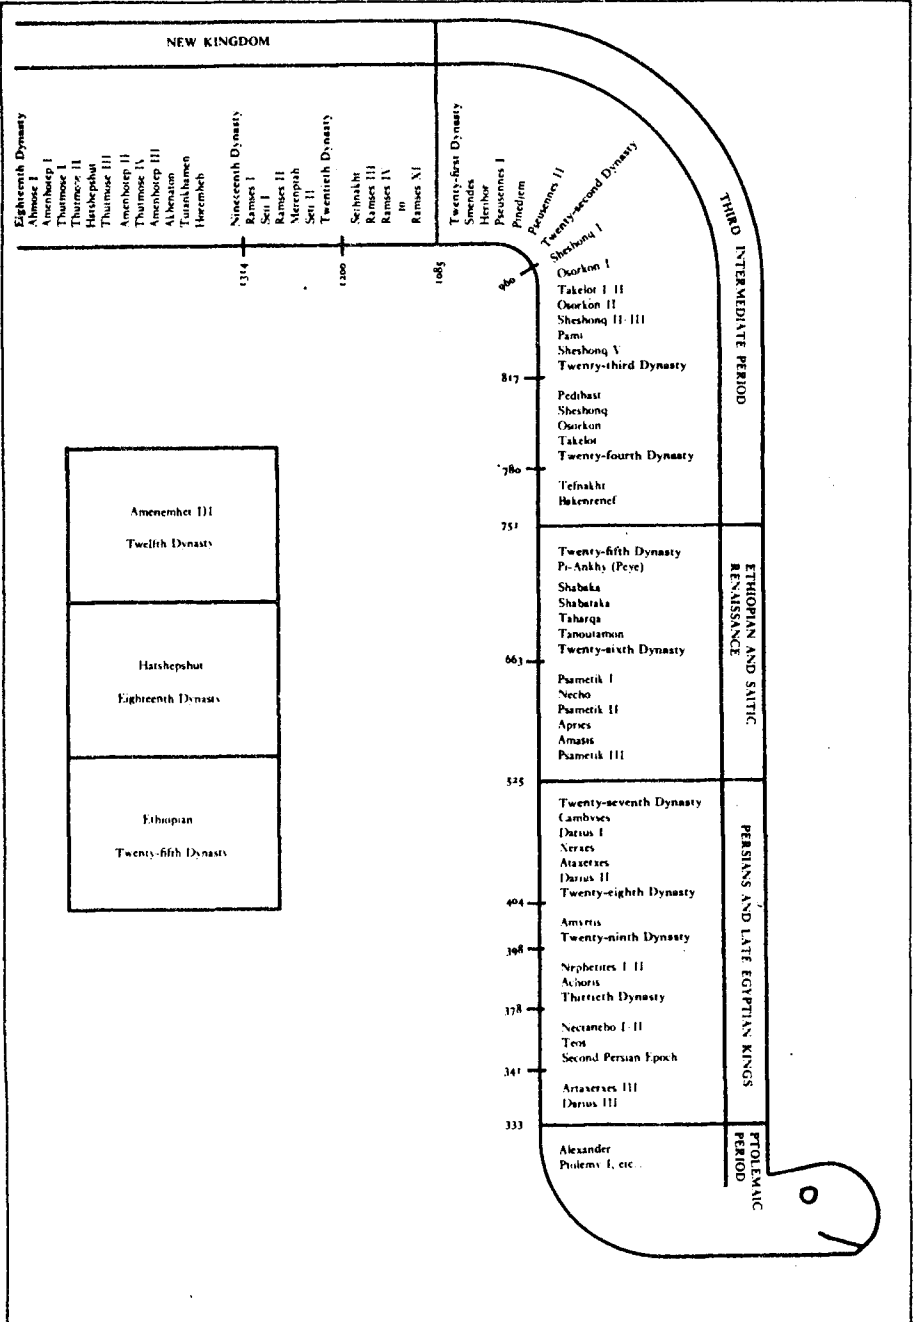 NEW KINGDOM
Eighteenth Dynasty
Ahmose I
Amenhotep I
Thutmose I
Thutmose II
Hatshepshut
Thutmose III
Amenhotep II
Thutmose IV
Amenhotep III
Akhenaton
Tutankhamen
Horemheb
Nineteenth Dynasty
Ramses I
Seti I
Ramses II
Merenptah
Seti II
Twentieth Dynasty
Sethnakht
Ramses III
Ramses IV
to
Ramses XI
Twenty-first Dynasty
Smendes
Herihor
Pseusennes I
Pinedjem
Pseusennes II
Twenty-second Dynasty
Sheshonq I
1314
1200
1085
960
THIRD INTERMEDIATE PERIOD
Osorkon I
Takelot I-II
Osorkon II
Sheshonq II-III
Pami
Sheshonq V
Twenty-third Dynasty
817
Pedibast
Sheshonq
Osorkon
Takelot
Twenty-fourth Dynasty
780
Tefnakht
Bakenrenef
751
ETHIOPIAN AND SAITIC
RENAISSANCE
Twenty-fifth Dynasty
Pi-Ankhy (Peye)
Shabaka
Shabataka
Taharqa
Tanoutamon
Twenty-sixth Dynasty
663
Psametik I
Necho
Psametik II
Apries
Amasis
Psametik III
525
PERSIANS AND LATE EGYPTIAN KINGS
Twenty-seventh Dynasty
Cambyses
Darius I
Xerxes
Ataxerxes
Darius II
Twenty-eighth Dynasty
404
Amyrtis
Twenty-ninth Dynasty
398
Nephetites I-II
Achoris
Thirtieth Dynasty
378
Nectanebo I-II
Teos
Second Persian Epoch
341
Artaxerxes III
Darius III
333
PTOLEMAIC
PERIOD
Alexander
Ptolemy I, etc...
Amenemhet III
Twelfth Dynasty
Hatshepshut
Eighteenth Dynasty
Ethiopian
Twenty-fifth Dynasty